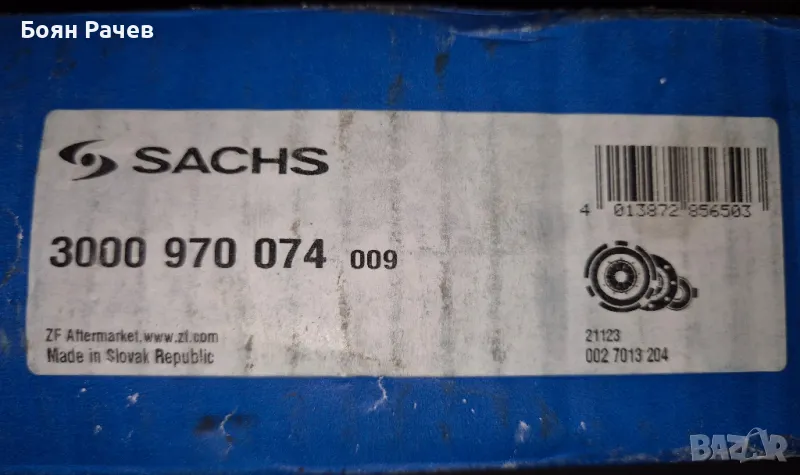 Боян Рачев
SACHS
3000 970 074 009
4 013872 856503
ZF Aftermarket.www.zf.com
Made in Slovak Republic
21123
002 7013 204
BAZAR